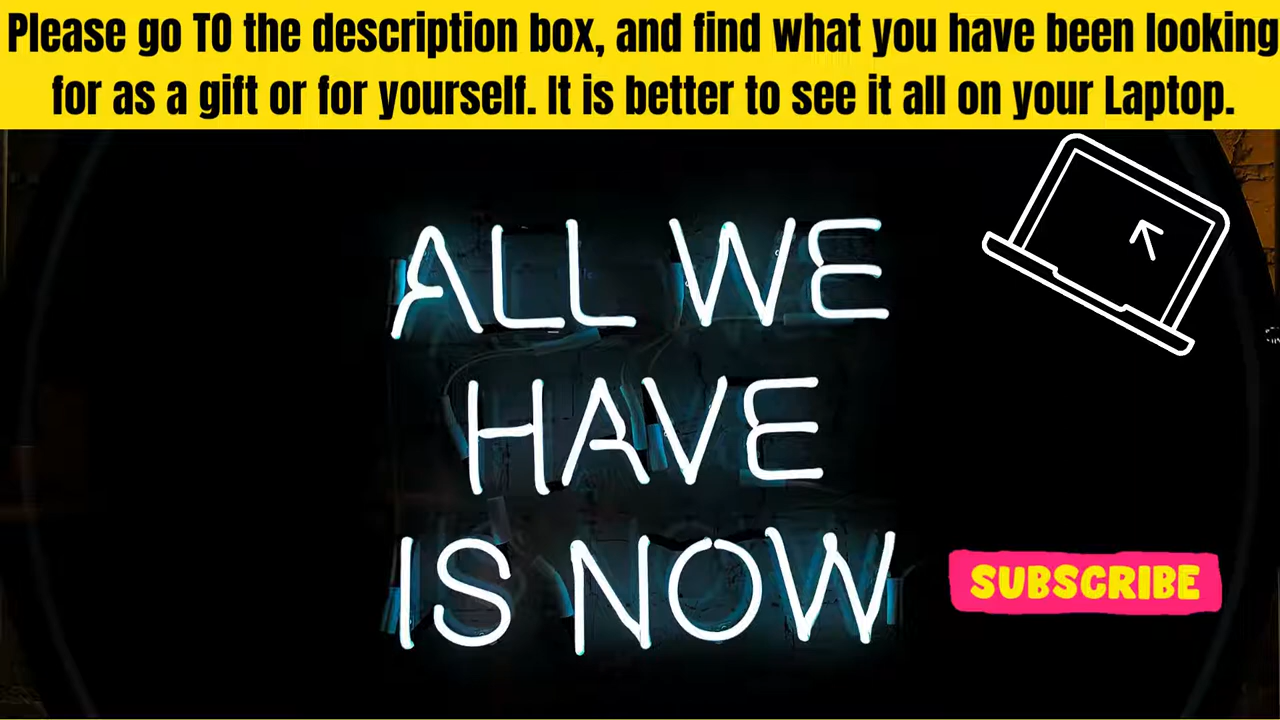 Please go TO the description box, and find what you have been looking
for as a gift or for yourself. It is better to see it all on your Laptop.
ALL WE
HAVE
IS NOW
SUBSCRIBE